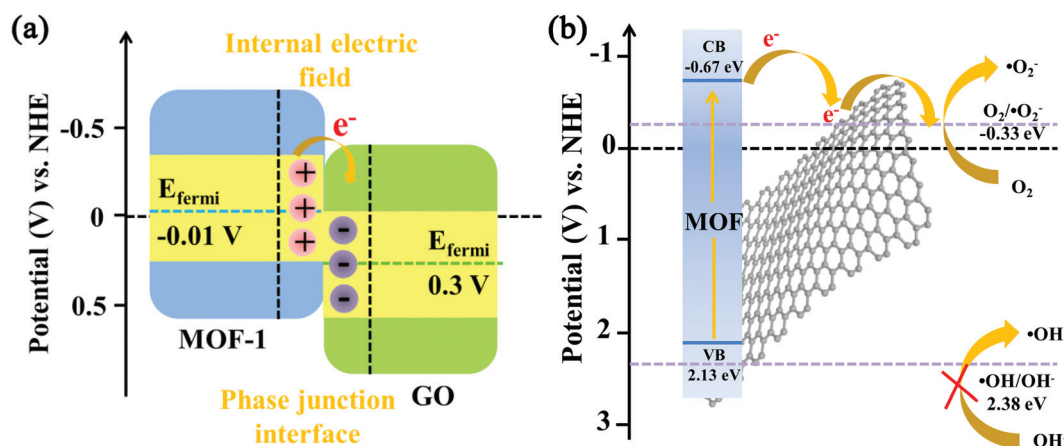 (a)
Internal electric
field
Potential (V) vs. NHE
-0.5
0
0.5
e⁻
E_fermi
-0.01 V
+
+
+
-
-
-
E_fermi
0.3 V
MOF-1
GO
Phase junction
interface
(b)
Potential (V) vs. NHE
-1
0
1
2
3
CB
-0.67 eV
MOF
VB
2.13 eV
e⁻
e⁻
•O₂⁻
O₂/•O₂⁻
-0.33 eV
O₂
•OH
•OH/OH⁻
2.38 eV
OH